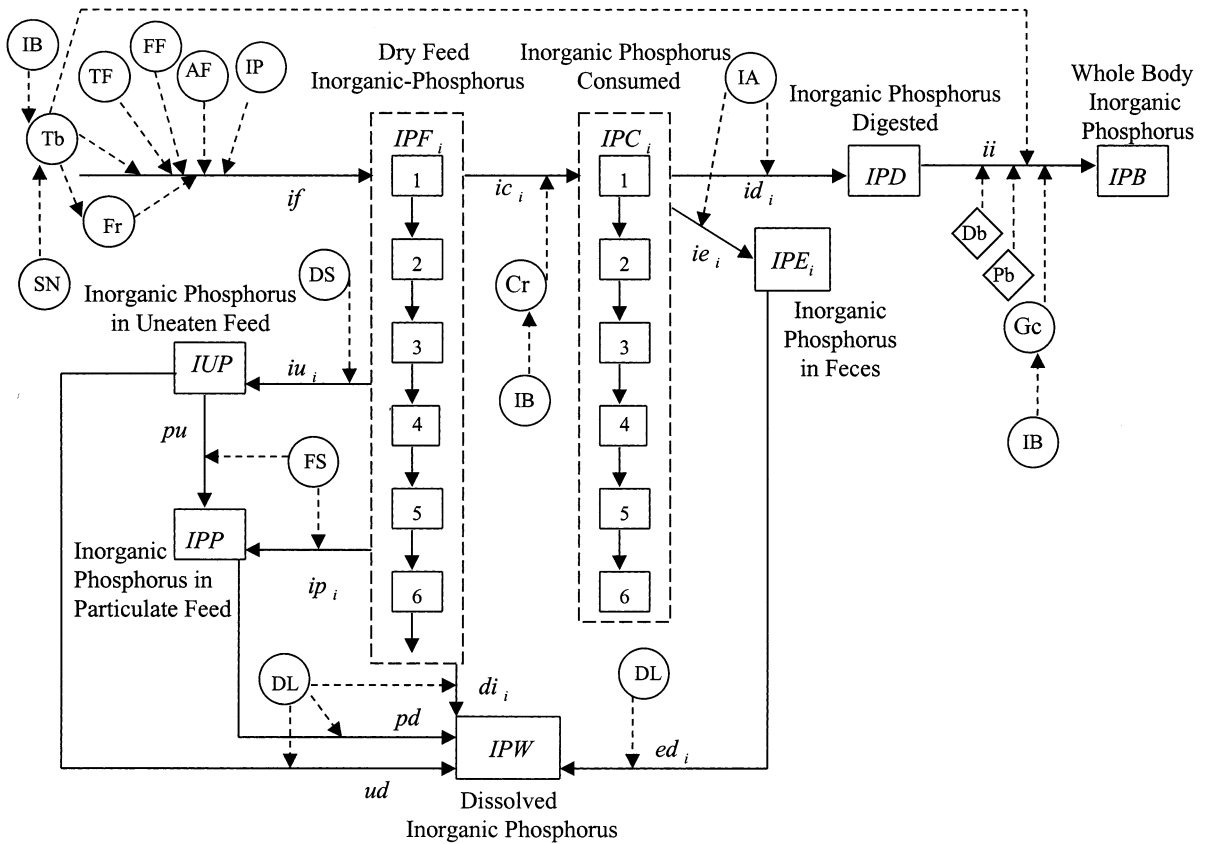 IB
TF
FF
AF
IP
Dry Feed
Inorganic-Phosphorus
Inorganic Phosphorus
Consumed
IA
Inorganic Phosphorus
Digested
Whole Body
Inorganic
Phosphorus
Tb
IPF i
IPC i
ii
1
1
IPD
IPB
if
ic i
id i
Fr
Db
2
2
ie i
IPE i
Pb
SN
DS
Cr
Inorganic Phosphorus
in Uneaten Feed
Inorganic
Phosphorus
in Feces
Gc
3
3
IUP
iu i
IB
4
4
pu
IB
FS
5
5
IPP
Inorganic
Phosphorus in
Particulate Feed
ip i
6
6
DL
DL
di i
pd
IPW
ed i
ud
Dissolved
Inorganic Phosphorus